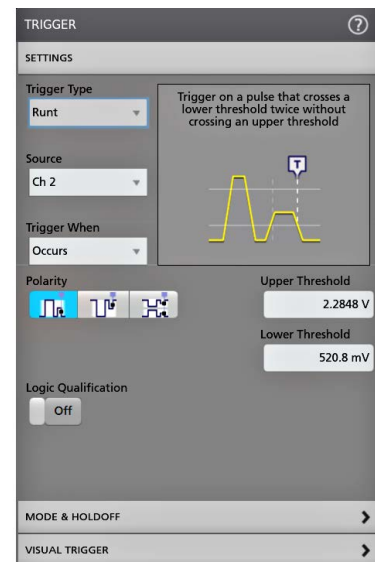 TRIGGER
?
SETTINGS
Trigger Type
Runt
Trigger on a pulse that crosses a
lower threshold twice without
crossing an upper threshold
T
Source
Ch 2
Trigger When
Occurs
Polarity
Upper Threshold
2.2848 V
Lower Threshold
520.8 mV
Logic Qualification
Off
MODE & HOLDOFF
VISUAL TRIGGER